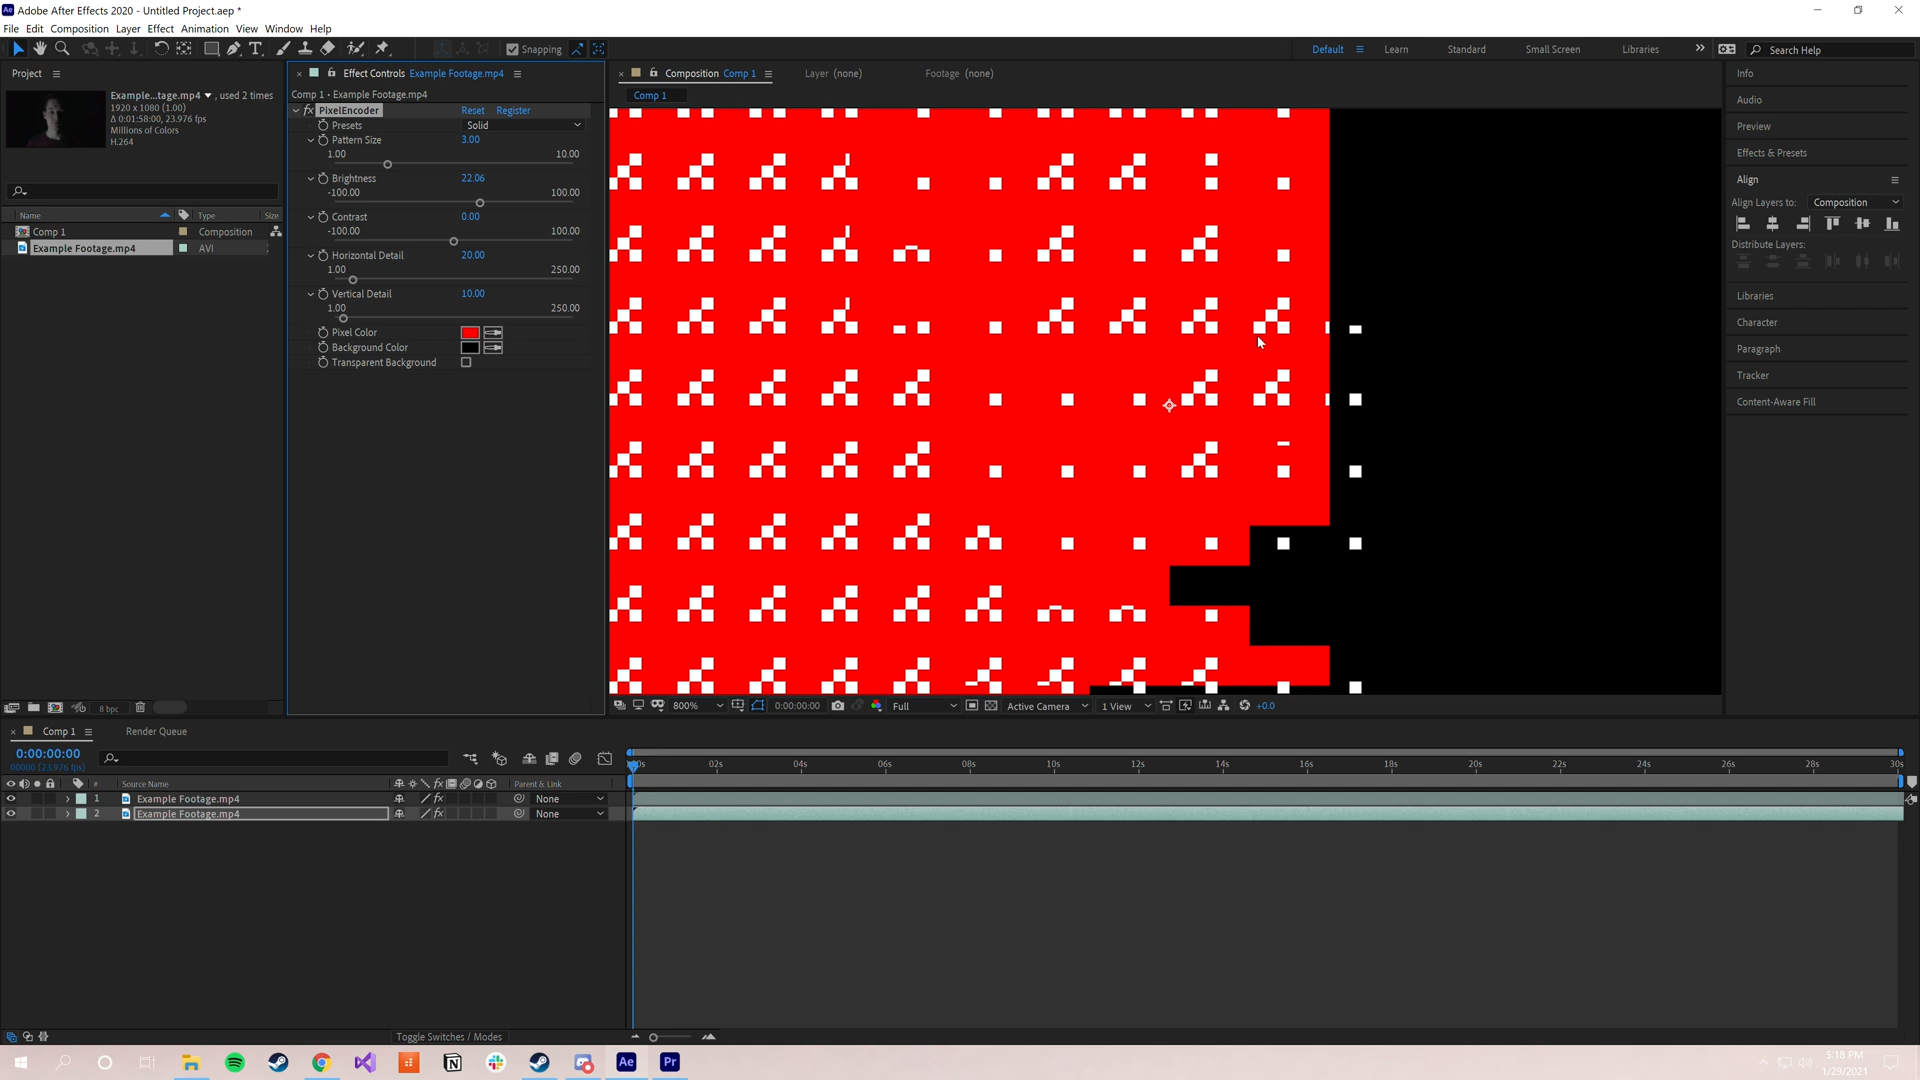 Adobe After Effects 2020 - Untitled Project.aep *
File Edit Composition Layer Effect Animation View Window Help
Snapping
Default
Learn
Standard
Small Screen
Libraries
Search Help
Project
Example...tage.mp4 , used 2 times
1920 x 1080 (1.00)
Δ 0:01:58:00, 23.976 fps
Millions of Colors
H.264
Name Type Size
Comp 1 Composition
Example Footage.mp4 AVI
8 bpc
Effect Controls Example Footage.mp4
Comp 1 • Example Footage.mp4
fx PixelEncoder Reset Register
Presets Solid
Pattern Size 3.00
1.00 10.00
Brightness 22.06
-100.00 100.00
Contrast 0.00
-100.00 100.00
Horizontal Detail 20.00
1.00 250.00
Vertical Detail 10.00
1.00 250.00
Pixel Color
Background Color
Transparent Background
Composition Comp 1
Layer (none)
Footage (none)
Comp 1
800% 0:00:00:00 Full Active Camera 1 View +0.0
Info
Audio
Preview
Effects & Presets
Align
Align Layers to: Composition
Distribute Layers:
Libraries
Character
Paragraph
Tracker
Content-Aware Fill
Comp 1
Render Queue
0:00:00:00
00000 (23.976 fps)
# Source Name fx Parent & Link
1 Example Footage.mp4 fx None
2 Example Footage.mp4 fx None
02s 04s 06s 08s 10s 12s 14s 16s 18s 20s 22s 24s 26s 28s 30s
Toggle Switches / Modes
Ae
Pr
5:18 PM
1/29/2021